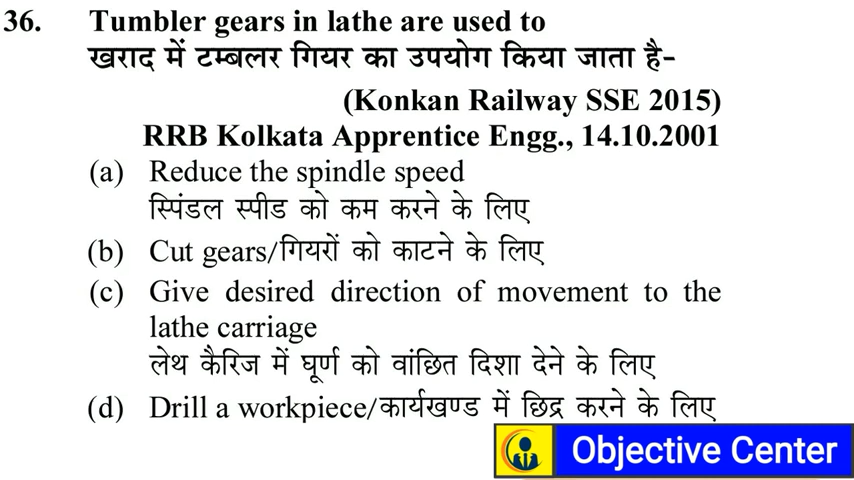 36. Tumbler gears in lathe are used to
खराद में टम्बलर गियर का उपयोग किया जाता है-
(Konkan Railway SSE 2015)
RRB Kolkata Apprentice Engg., 14.10.2001
(a) Reduce the spindle speed
स्पिंडल स्पीड को कम करने के लिए
(b) Cut gears/गियरों को काटने के लिए
(c) Give desired direction of movement to the
lathe carriage
लेथ कैरिज में घूर्ण को वांछित दिशा देने के लिए
(d) Drill a workpiece/कार्यखण्ड में छिद्र करने के लिए
Objective Center